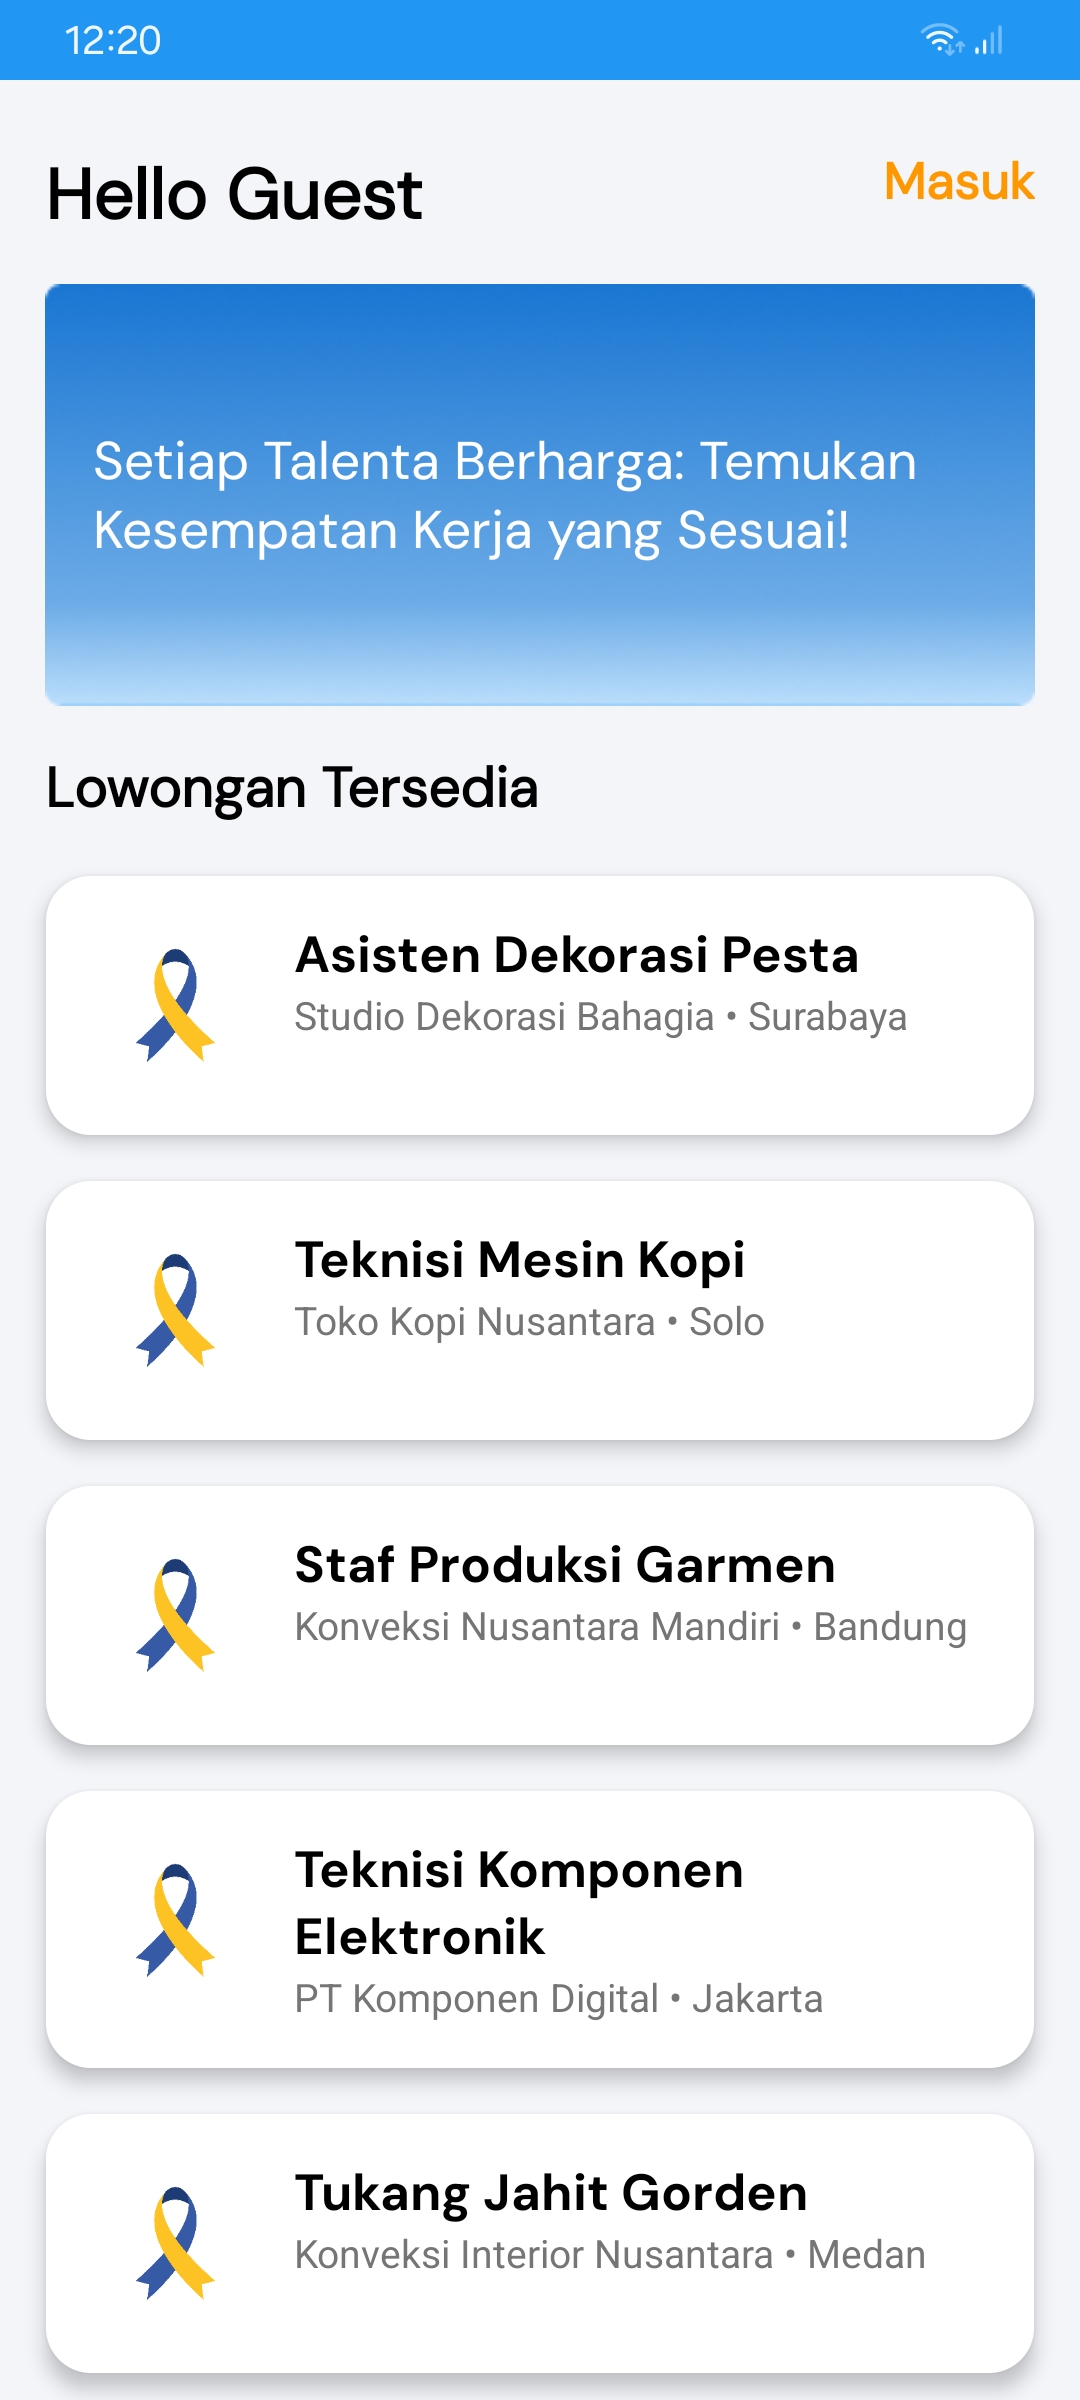 12:20
Hello Guest
Masuk
Setiap Talenta Berharga: Temukan
Kesempatan Kerja yang Sesuai!
Lowongan Tersedia
Asisten Dekorasi Pesta
Studio Dekorasi Bahagia • Surabaya
Teknisi Mesin Kopi
Toko Kopi Nusantara • Solo
Staf Produksi Garmen
Konveksi Nusantara Mandiri • Bandung
Teknisi Komponen
Elektronik
PT Komponen Digital • Jakarta
Tukang Jahit Gorden
Konveksi Interior Nusantara • Medan